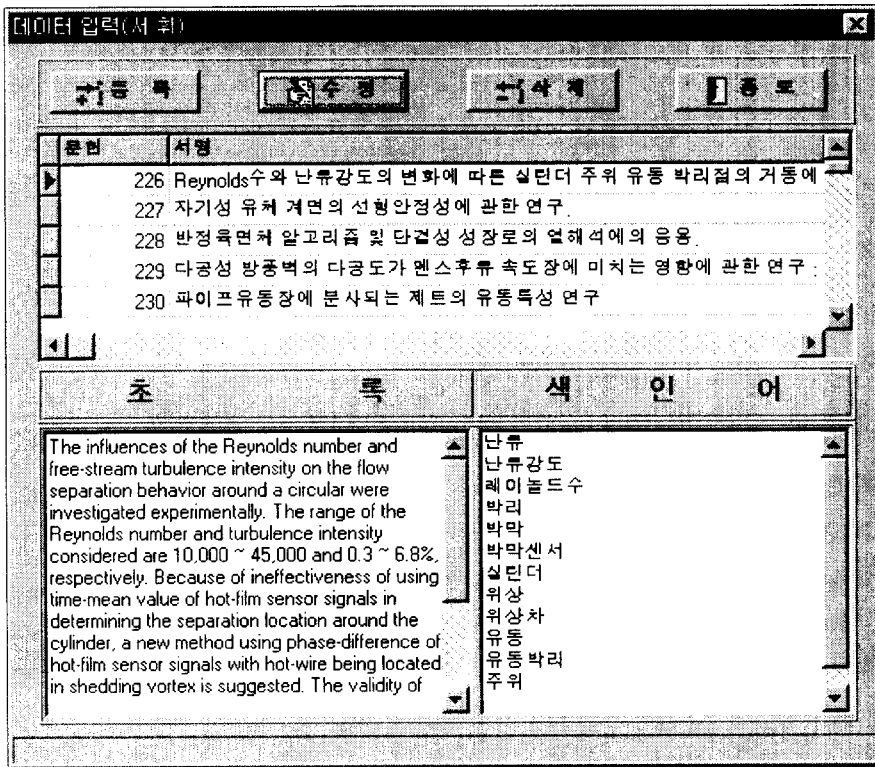 데이터 입력(서 휘)
등 록
수 정
삭 제
종 료
문헌 서명
226 Reynolds수와 난류강도의 변화에 따른 실린더 주위 유동 박리점의 거동에
227 자기성 유체 계면의 선형안정성에 관한 연구
228 반정육면체 알고리즘 및 단결성 성장로의 열해석에의 응용
229 다공성 방풍벽의 다공도가 펜스후류 속도장에 미치는 영향에 관한 연구
230 파이프유동장에 분사되는 제트의 유동특성 연구
초 록
The influences of the Reynolds number and
free-stream turbulence intensity on the flow
separation behavior around a circular were
investigated experimentally. The range of the
Reynolds number and turbulence intensity
considered are 10,000 ~ 45,000 and 0.3 ~ 6.8%,
respectively. Because of ineffectiveness of using
time-mean value of hot-film sensor signals in
determining the separation location around the
cylinder, a new method using phase-difference of
hot-film sensor signals with hot-wire being located
in shedding vortex is suggested. The validity of
색 인 어
난류
난류강도
레이놀드수
박리
박막
박막센서
실린더
위상
위상차
유동
유동박리
주위